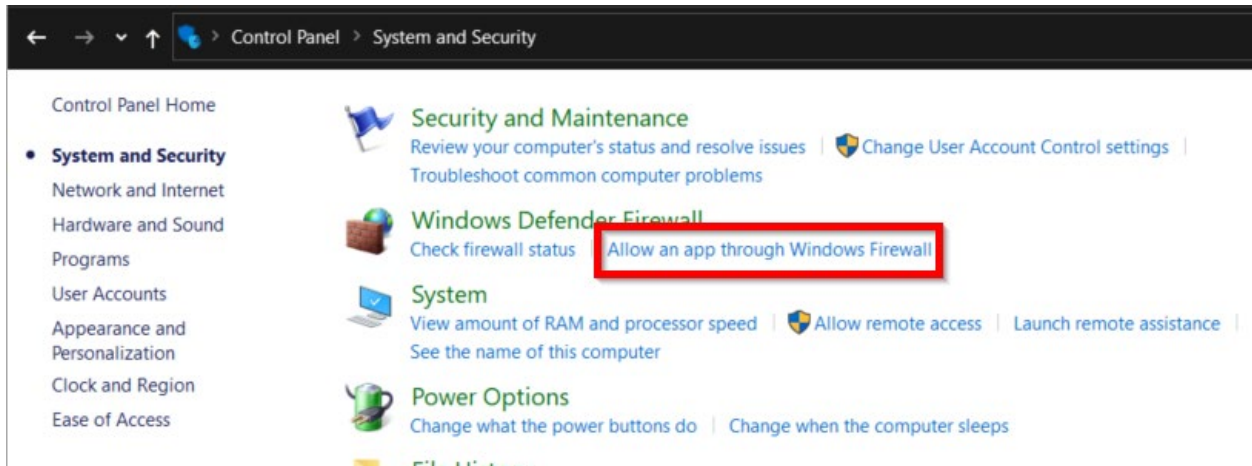 Control Panel > System and Security
Control Panel Home
System and Security
Network and Internet
Hardware and Sound
Programs
User Accounts
Appearance and
Personalization
Clock and Region
Ease of Access
Security and Maintenance
Review your computer's status and resolve issues | Change User Account Control settings |
Troubleshoot common computer problems
Windows Defender Firewall
Check firewall status | Allow an app through Windows Firewall
System
View amount of RAM and processor speed | Allow remote access | Launch remote assistance |
See the name of this computer
Power Options
Change what the power buttons do | Change when the computer sleeps